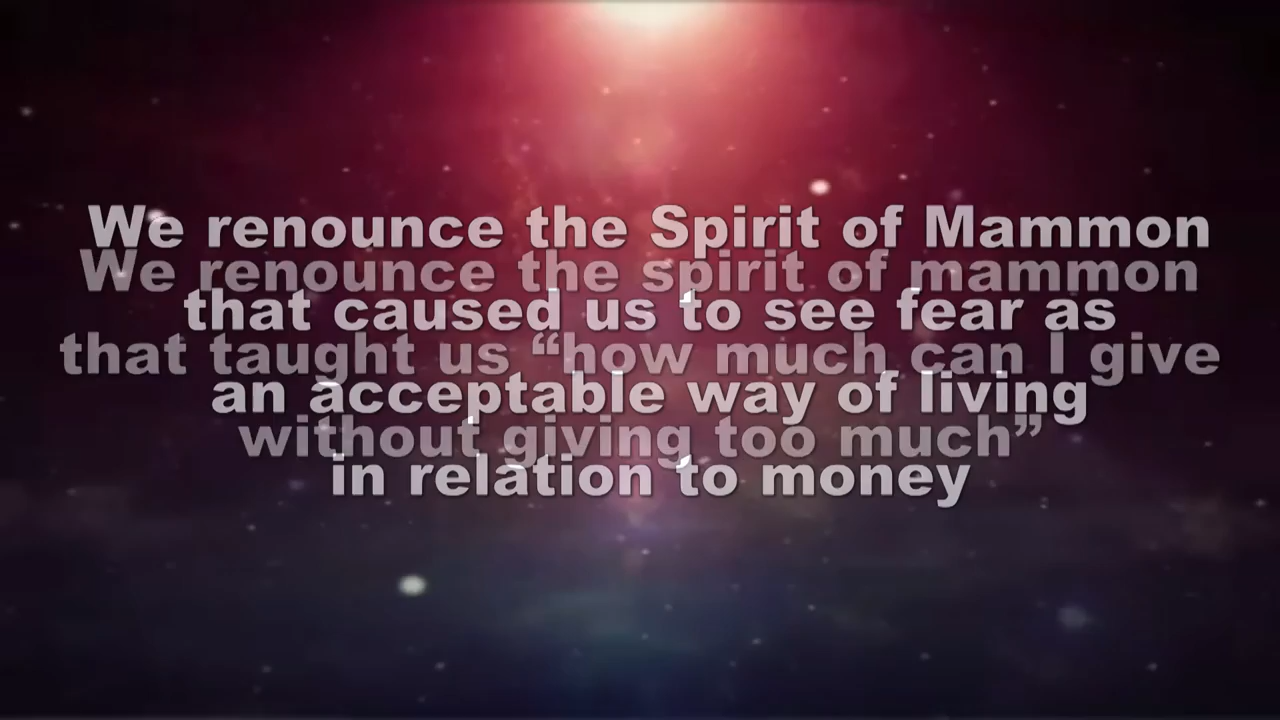 We renounce the Spirit of Mammon
We renounce the spirit of mammon
that caused us to see fear as
that taught us “how much can I give
an acceptable way of living
without giving too much”
in relation to money